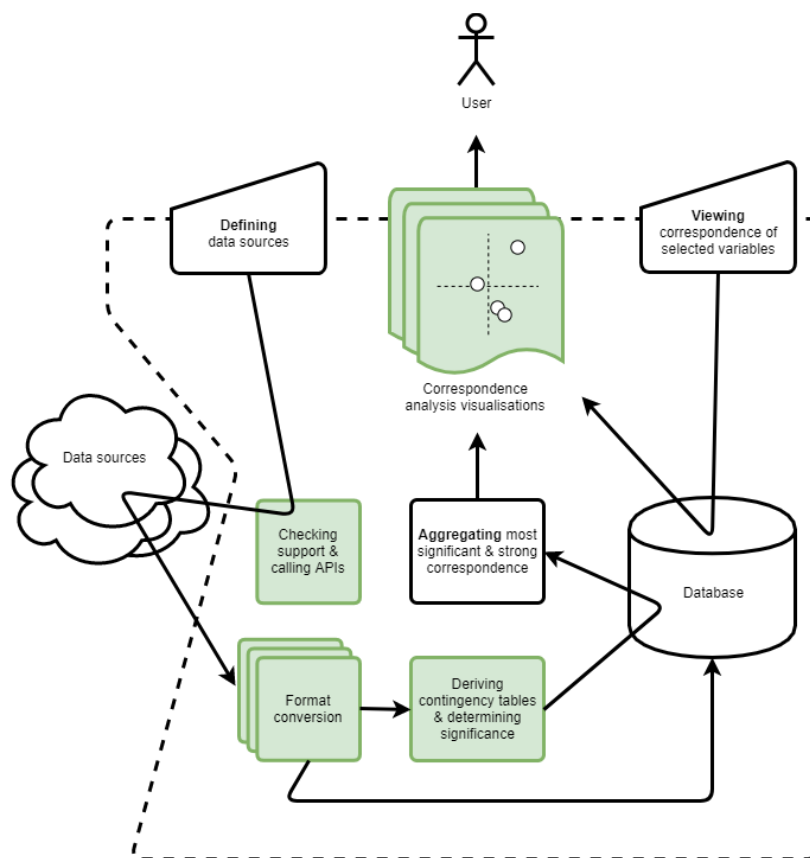 User
Defining
data sources
Viewing
correspondence of
selected variables
Correspondence
analysis visualisations
Data sources
Checking
support &
calling APIs
Aggregating most
significant & strong
correspondence
Database
Format
conversion
Deriving
contingency tables
& determining
significance